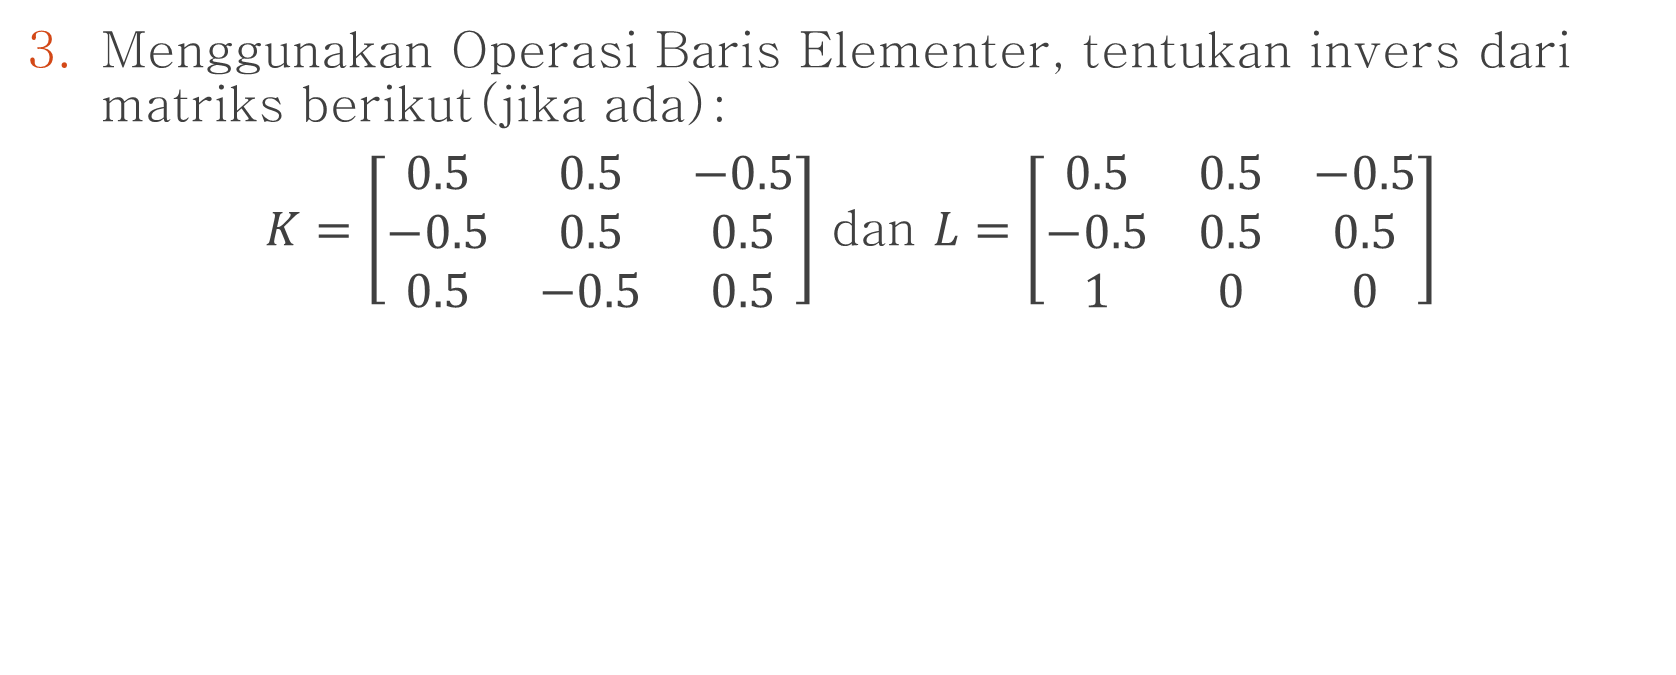 3. Menggunakan Operasi Baris Elementer, tentukan invers dari
matriks berikut (jika ada):
K = [0.5 0.5 −0.5
−0.5 0.5 0.5
0.5 −0.5 0.5] dan L = [0.5 0.5 −0.5
−0.5 0.5 0.5
1 0 0]